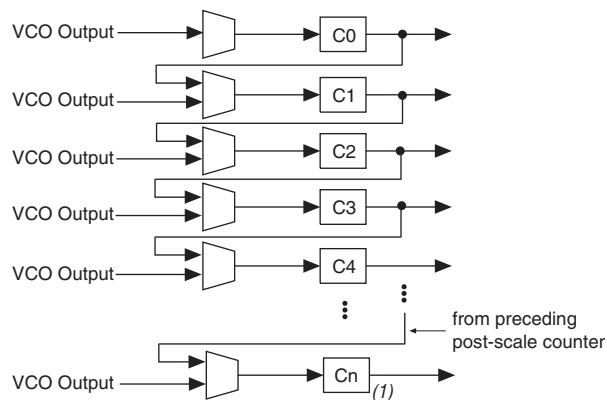 VCO Output
C0
VCO Output
C1
VCO Output
C2
VCO Output
C3
VCO Output
C4
from preceding
post-scale counter
VCO Output
Cn
(1)